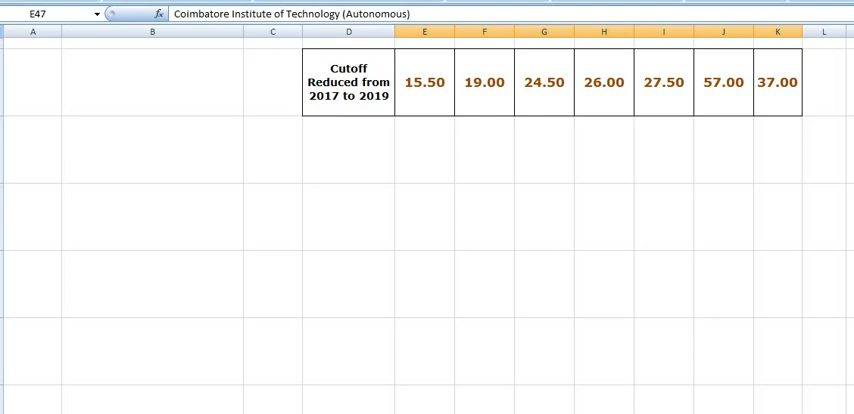 E47 fx Coimbatore Institute of Technology (Autonomous)
A B C D E F G H I J K L
Cutoff
Reduced from
2017 to 2019
15.50 19.00 24.50 26.00 27.50 57.00 37.00